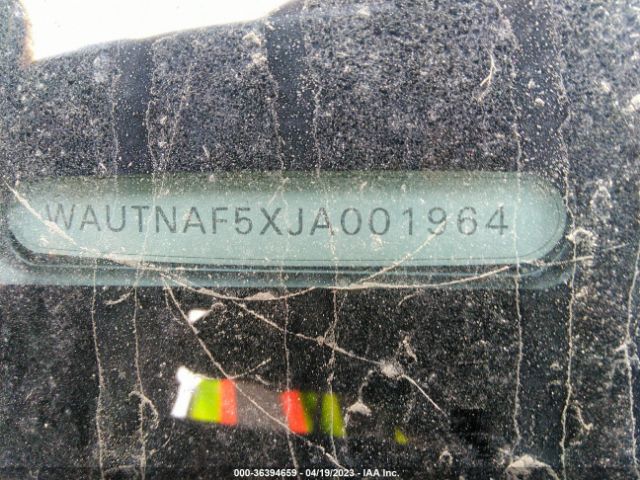 WAUTNAF5XJA001964
000-36394659 - 04/19/2023 - IAA Inc.